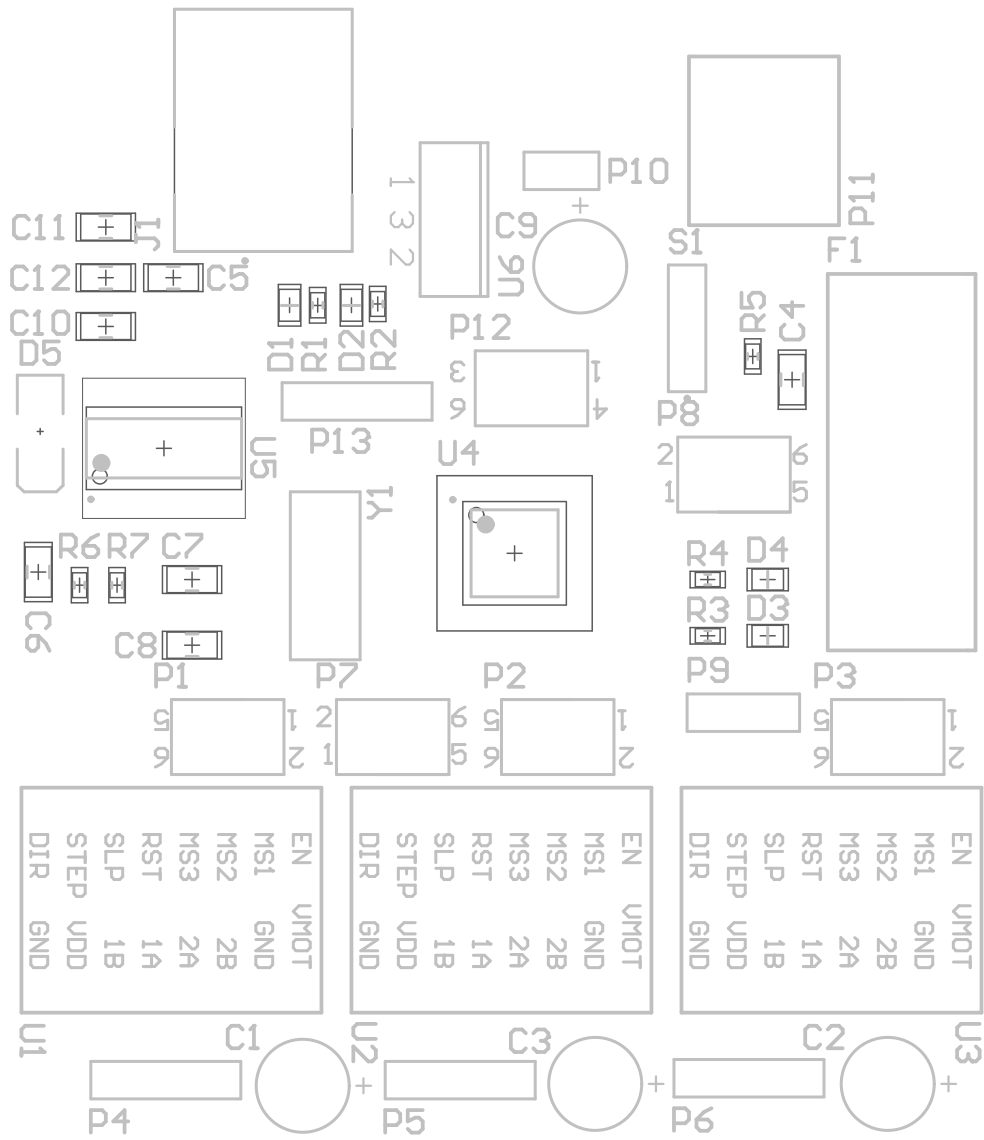 J1
C11
C12
C5
C10
D5
1
3
2
U6
P10
C9
P11
S1
F1
D1
R1
D2
R2
P12
3
1
6
4
R5
C4
P13
U5
U4
P8
2
6
1
5
Y1
R6
R7
C7
C6
C8
R4
D4
R3
D3
P1
P7
P2
P9
P3
5
1
6
2
2
6
1
5
5
1
6
2
5
1
6
2
DIR
STEP
SLP
RST
MS3
MS2
MS1
EN
GND
VDD
1B
1A
2A
2B
GND
VMOT
DIR
STEP
SLP
RST
MS3
MS2
MS1
EN
GND
VDD
1B
1A
2A
2B
GND
VMOT
DIR
STEP
SLP
RST
MS3
MS2
MS1
EN
GND
VDD
1B
1A
2A
2B
GND
VMOT
U1
C1
U2
C3
C2
U3
P4
P5
P6